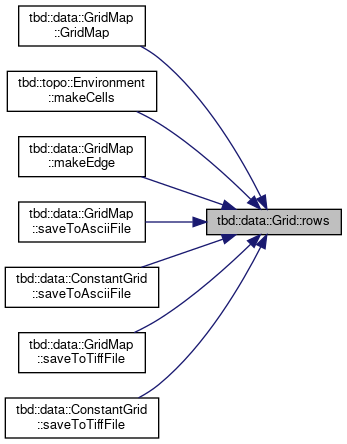 tbd::data::GridMap
::GridMap
tbd::topo::Environment
::makeCells
tbd::data::GridMap
::makeEdge
tbd::data::GridMap
::saveToAsciiFile
tbd::data::Grid::rows
tbd::data::ConstantGrid
::saveToAsciiFile
tbd::data::GridMap
::saveToTiffFile
tbd::data::ConstantGrid
::saveToTiffFile